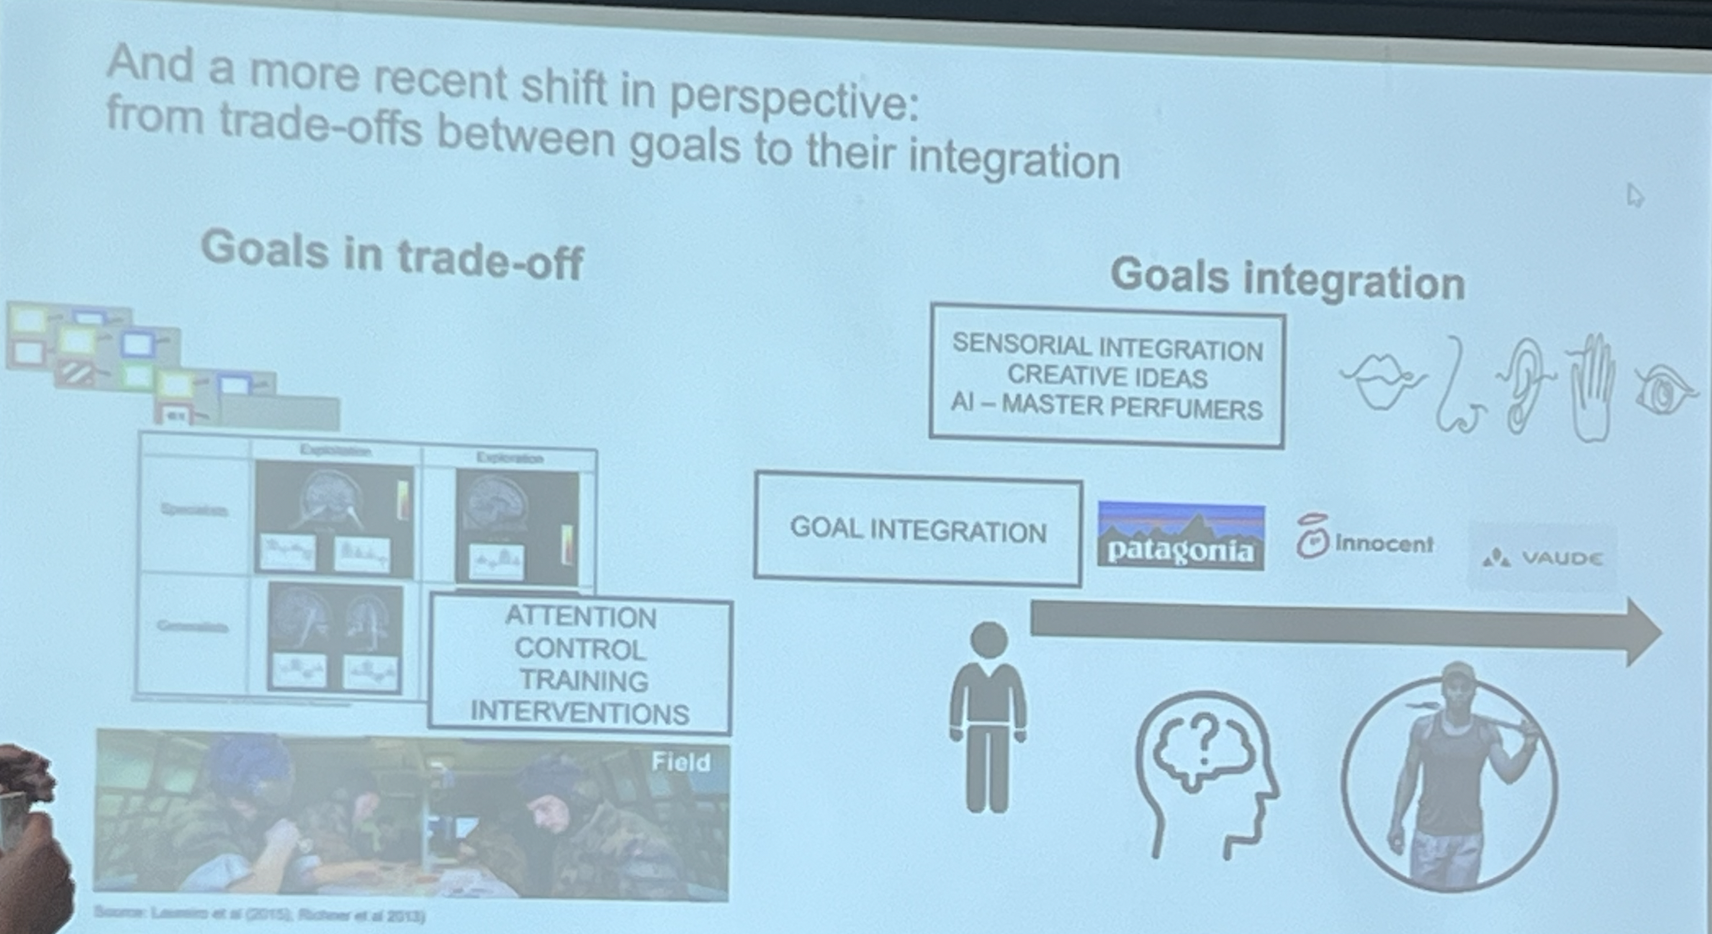 And a more recent shift in perspective:
from trade-offs between goals to their integration
Goals in trade-off
Goals integration
SENSORIAL INTEGRATION
CREATIVE IDEAS
AI – MASTER PERFUMERS
Exploitation
Exploration
Specialists
Generalists
GOAL INTEGRATION
patagonia
innocent
VAUDE
ATTENTION
CONTROL
TRAINING
INTERVENTIONS
Field
Source: et al (2015); et al 2013)